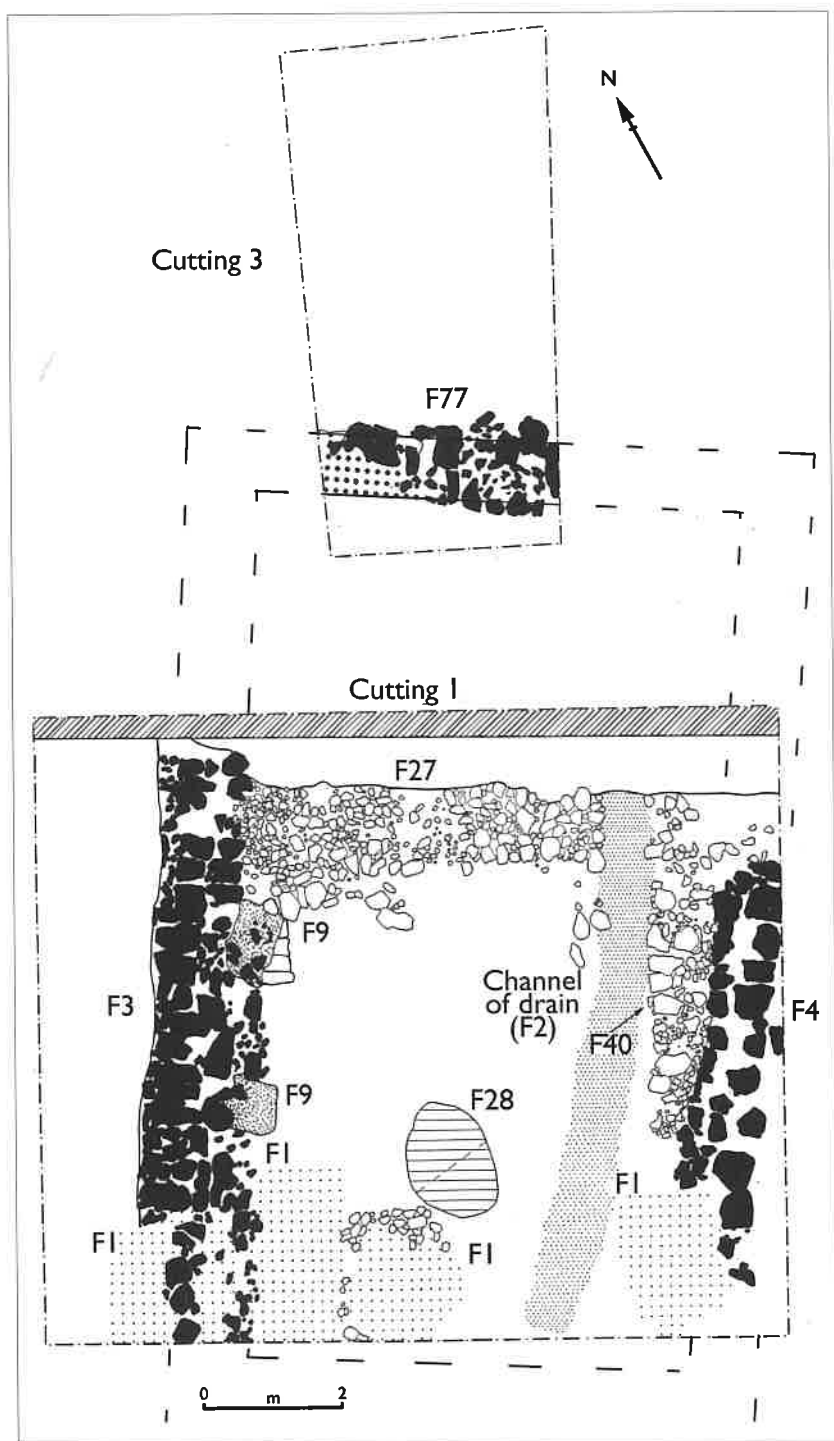 N
Cutting 3
F77
Cutting 1
F27
F9
F3
Channel
of drain
(F2)
F40
F4
F9
F28
F1
F1
F1
F1
0 m 2